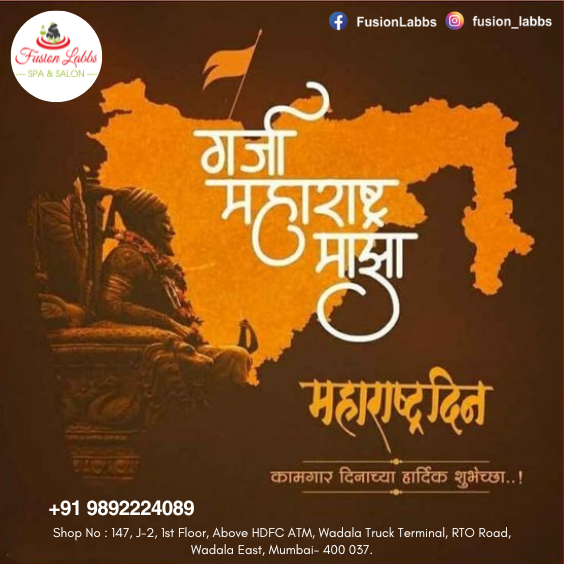 Fusion Labbs
SPA & SALON
FusionLabbs
fusion_labbs
गर्जा
महाराष्ट्र
माझा
महाराष्ट्र दिन
कामगार दिनाच्या हार्दिक शुभेच्छा..!
+91 9892224089
Shop No : 147, J-2, 1st Floor, Above HDFC ATM, Wadala Truck Terminal, RTO Road,
Wadala East, Mumbai- 400 037.